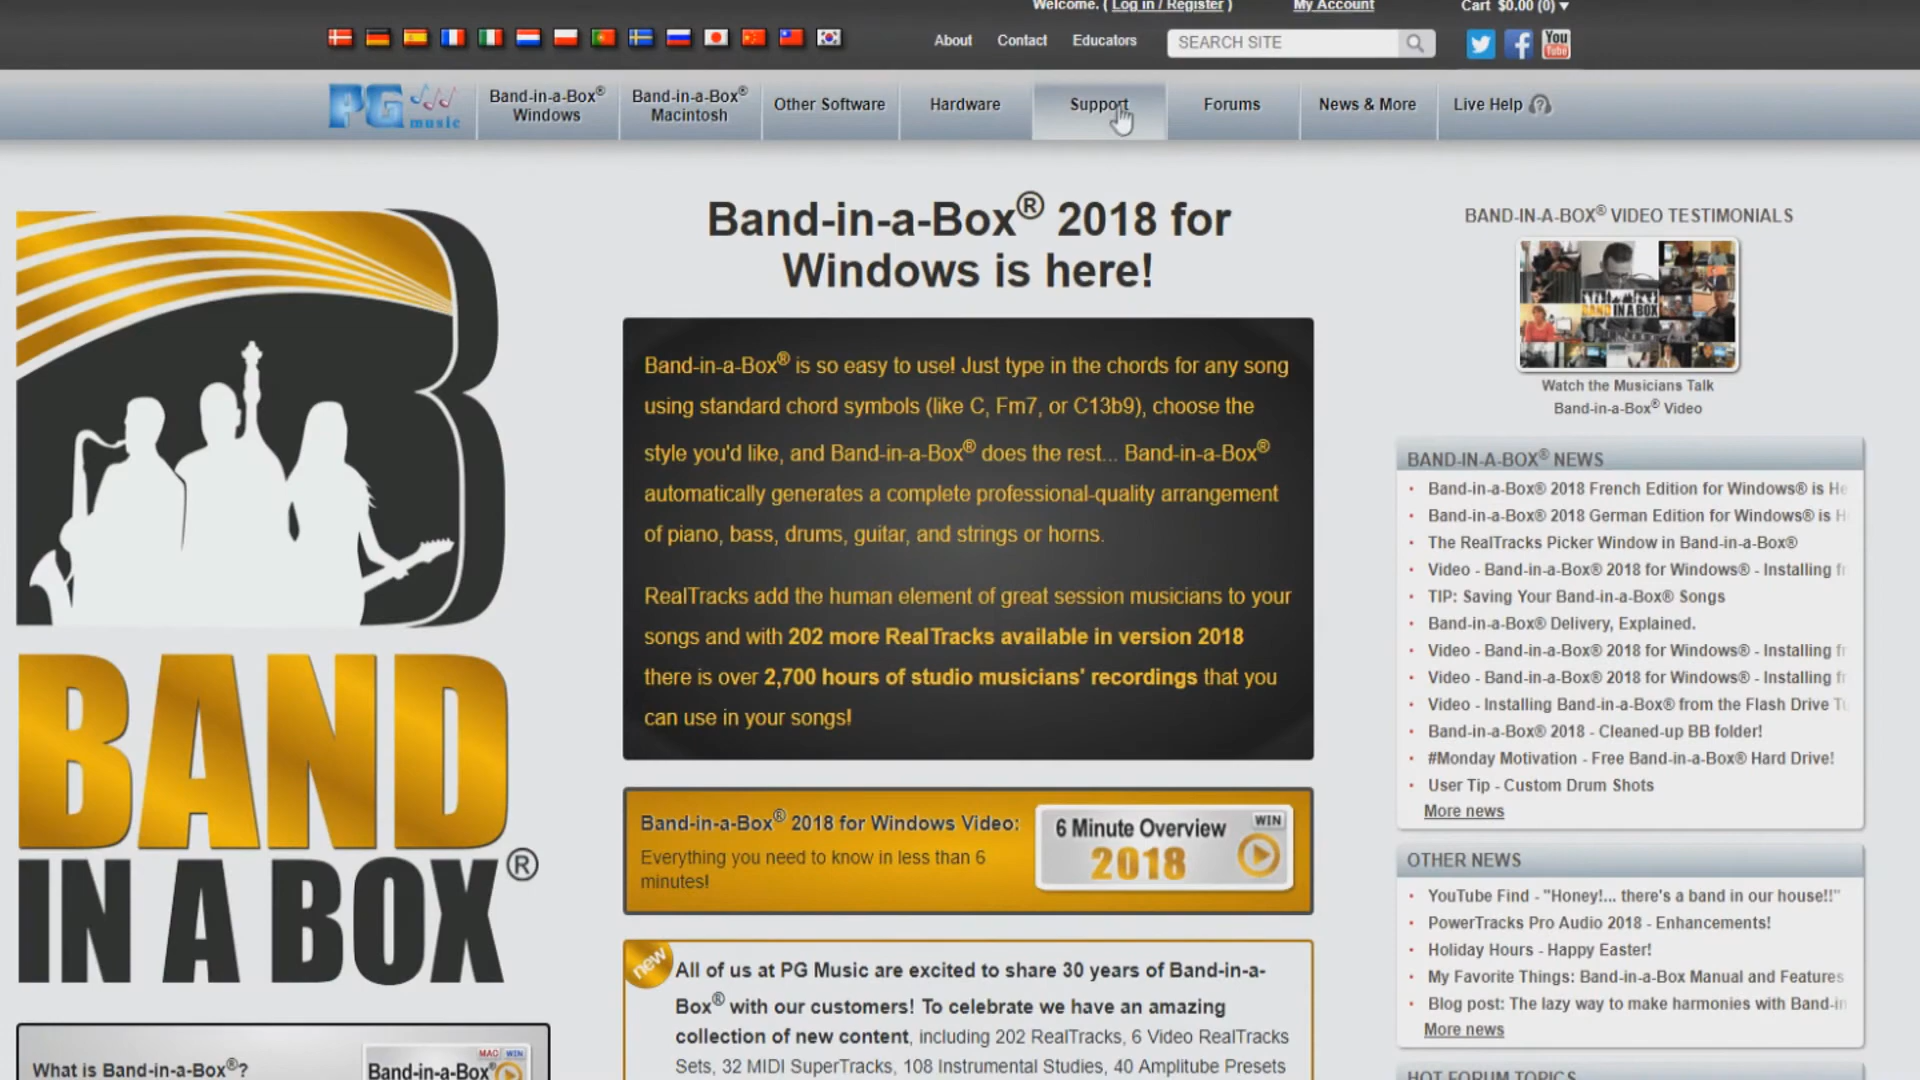 Welcome. ( Log in / Register )
My Account
Cart $0.00 (0) ▾
About
Contact
Educators
SEARCH SITE
You
Tube
PG
music
Band-in-a-Box®
Windows
Band-in-a-Box®
Macintosh
Other Software
Hardware
Support
Forums
News & More
Live Help
BAND
IN A BOX®
What is Band-in-a-Box®?
MAC WIN
Band-in-a-Box®
Band-in-a-Box® 2018 for
Windows is here!
Band-in-a-Box® is so easy to use! Just type in the chords for any song
using standard chord symbols (like C, Fm7, or C13b9), choose the
style you'd like, and Band-in-a-Box® does the rest... Band-in-a-Box®
automatically generates a complete professional-quality arrangement
of piano, bass, drums, guitar, and strings or horns.
RealTracks add the human element of great session musicians to your
songs and with 202 more RealTracks available in version 2018
there is over 2,700 hours of studio musicians' recordings that you
can use in your songs!
Band-in-a-Box® 2018 for Windows Video:
Everything you need to know in less than 6
minutes!
6 Minute Overview
WIN
2018
new
All of us at PG Music are excited to share 30 years of Band-in-a-
Box® with our customers! To celebrate we have an amazing
collection of new content, including 202 RealTracks, 6 Video RealTracks
Sets, 32 MIDI SuperTracks, 108 Instrumental Studies, 40 Amplitube Presets
BAND-IN-A-BOX® VIDEO TESTIMONIALS
BAND IN A BOX
Watch the Musicians Talk
Band-in-a-Box® Video
BAND-IN-A-BOX® NEWS
Band-in-a-Box® 2018 French Edition for Windows® is He
Band-in-a-Box® 2018 German Edition for Windows® is H
The RealTracks Picker Window in Band-in-a-Box®
Video - Band-in-a-Box® 2018 for Windows® - Installing fr
TIP: Saving Your Band-in-a-Box® Songs
Band-in-a-Box® Delivery, Explained.
Video - Band-in-a-Box® 2018 for Windows® - Installing fr
Video - Band-in-a-Box® 2018 for Windows® - Installing fr
Video - Installing Band-in-a-Box® from the Flash Drive Tu
Band-in-a-Box® 2018 - Cleaned-up BB folder!
#Monday Motivation - Free Band-in-a-Box® Hard Drive!
User Tip - Custom Drum Shots
More news
OTHER NEWS
YouTube Find - "Honey!... there's a band in our house!!"
PowerTracks Pro Audio 2018 - Enhancements!
Holiday Hours - Happy Easter!
My Favorite Things: Band-in-a-Box Manual and Features
Blog post: The lazy way to make harmonies with Band-in
More news
HOT FORUM TOPICS